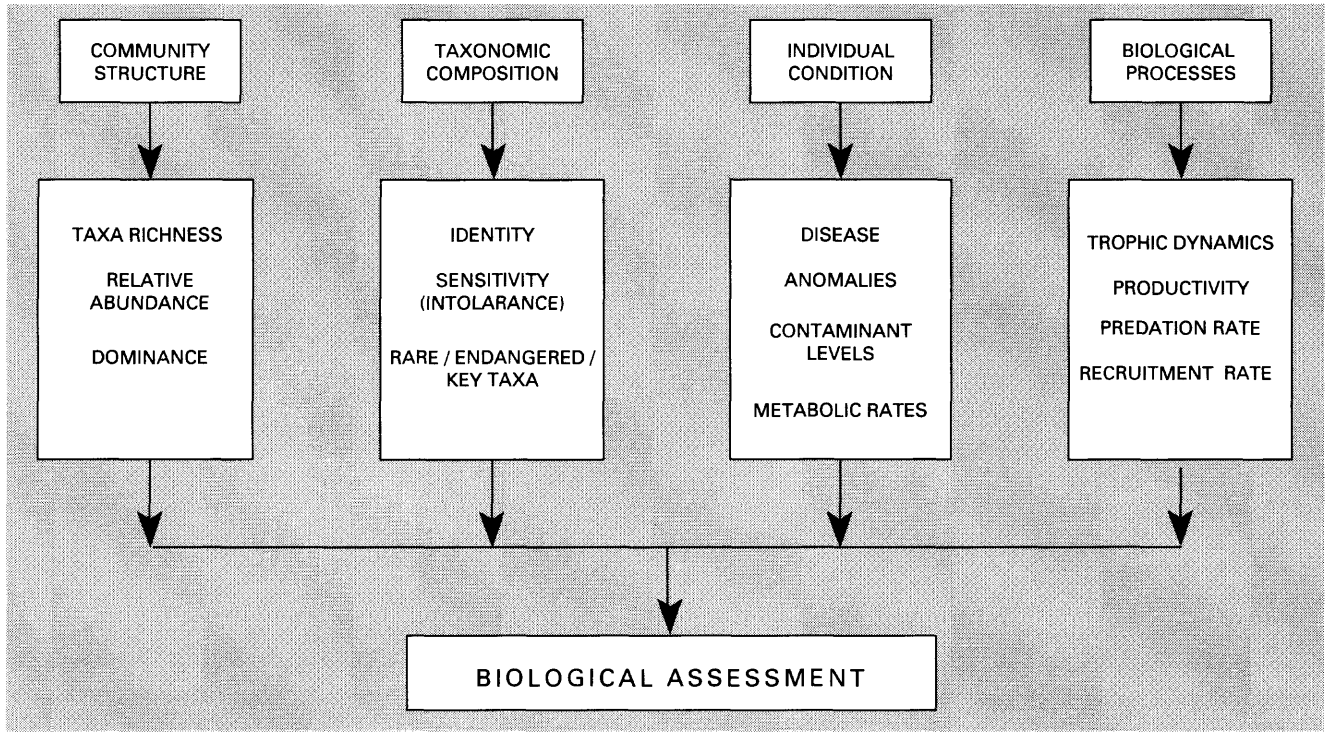 COMMUNITY
STRUCTURE
TAXONOMIC
COMPOSITION
INDIVIDUAL
CONDITION
BIOLOGICAL
PROCESSES
TAXA RICHNESS
RELATIVE
ABUNDANCE
DOMINANCE
IDENTITY
SENSITIVITY
(INTOLARANCE)
RARE / ENDANGERED /
KEY TAXA
DISEASE
ANOMALIES
CONTAMINANT
LEVELS
METABOLIC RATES
TROPHIC DYNAMICS
PRODUCTIVITY
PREDATION RATE
RECRUITMENT RATE
BIOLOGICAL ASSESSMENT